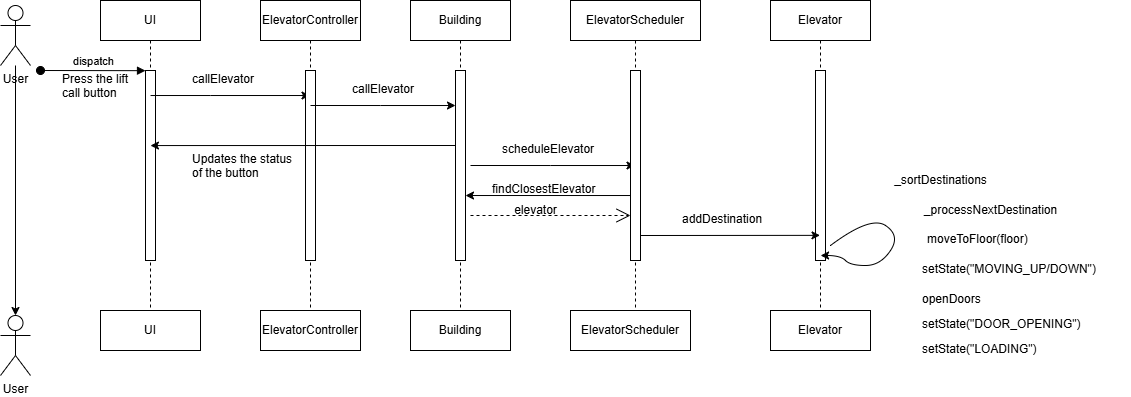 UI
ElevatorController
Building
ElevatorScheduler
Elevator
User
dispatch
Press the lift
call button
callElevator
callElevator
Updates the status
of the button
scheduleElevator
findClosestElevator
elevator
addDestination
_sortDestinations
_processNextDestination
moveToFloor(floor)
setState("MOVING_UP/DOWN")
openDoors
setState("DOOR_OPENING")
setState("LOADING")
UI
ElevatorController
Building
ElevatorScheduler
Elevator
User